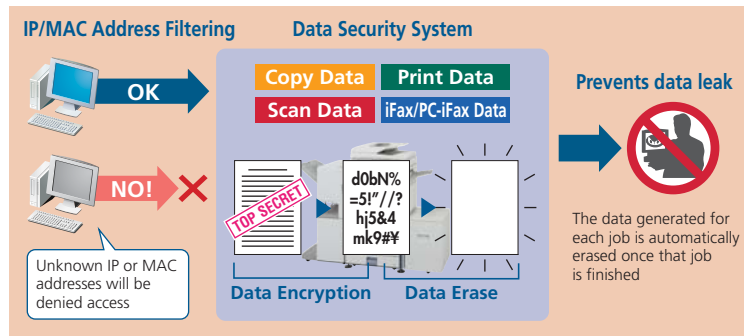 IP/MAC Address Filtering
OK
NO!
Unknown IP or MAC
addresses will be
denied access
Data Security System
Copy Data
Print Data
Scan Data
iFax/PC-iFax Data
TOP SECRET
d0bN%
=5!"//?
hj5&4
mk9#¥
Data Encryption
Data Erase
Prevents data leak
The data generated for
each job is automatically
erased once that job
is finished